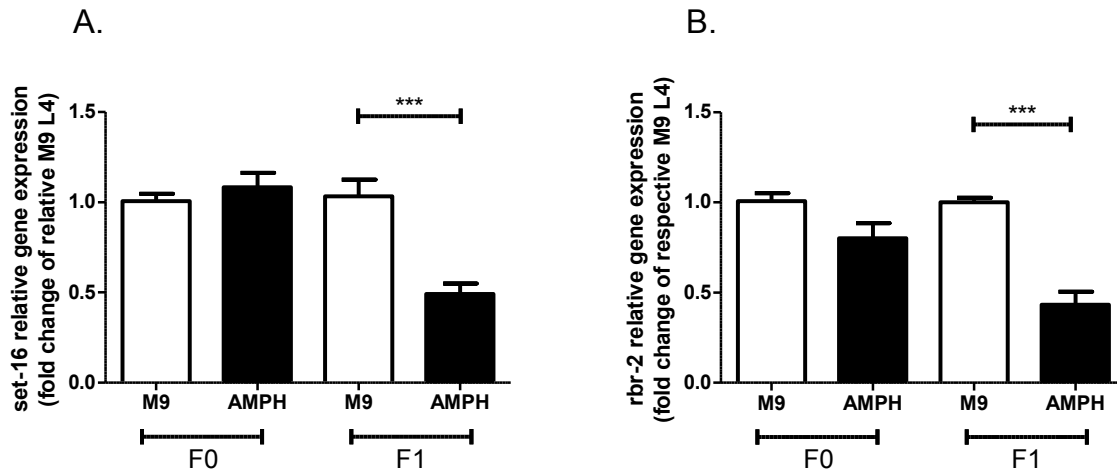 A.
set-16 relative gene expression
(fold change of relative M9 L4)
1.5
1.0
0.5
0.0
***
M9 AMPH M9 AMPH
F0 F1
B.
rbr-2 relative gene expression
(fold change of respective M9 L4)
1.5
1.0
0.5
0.0
***
M9 AMPH M9 AMPH
F0 F1